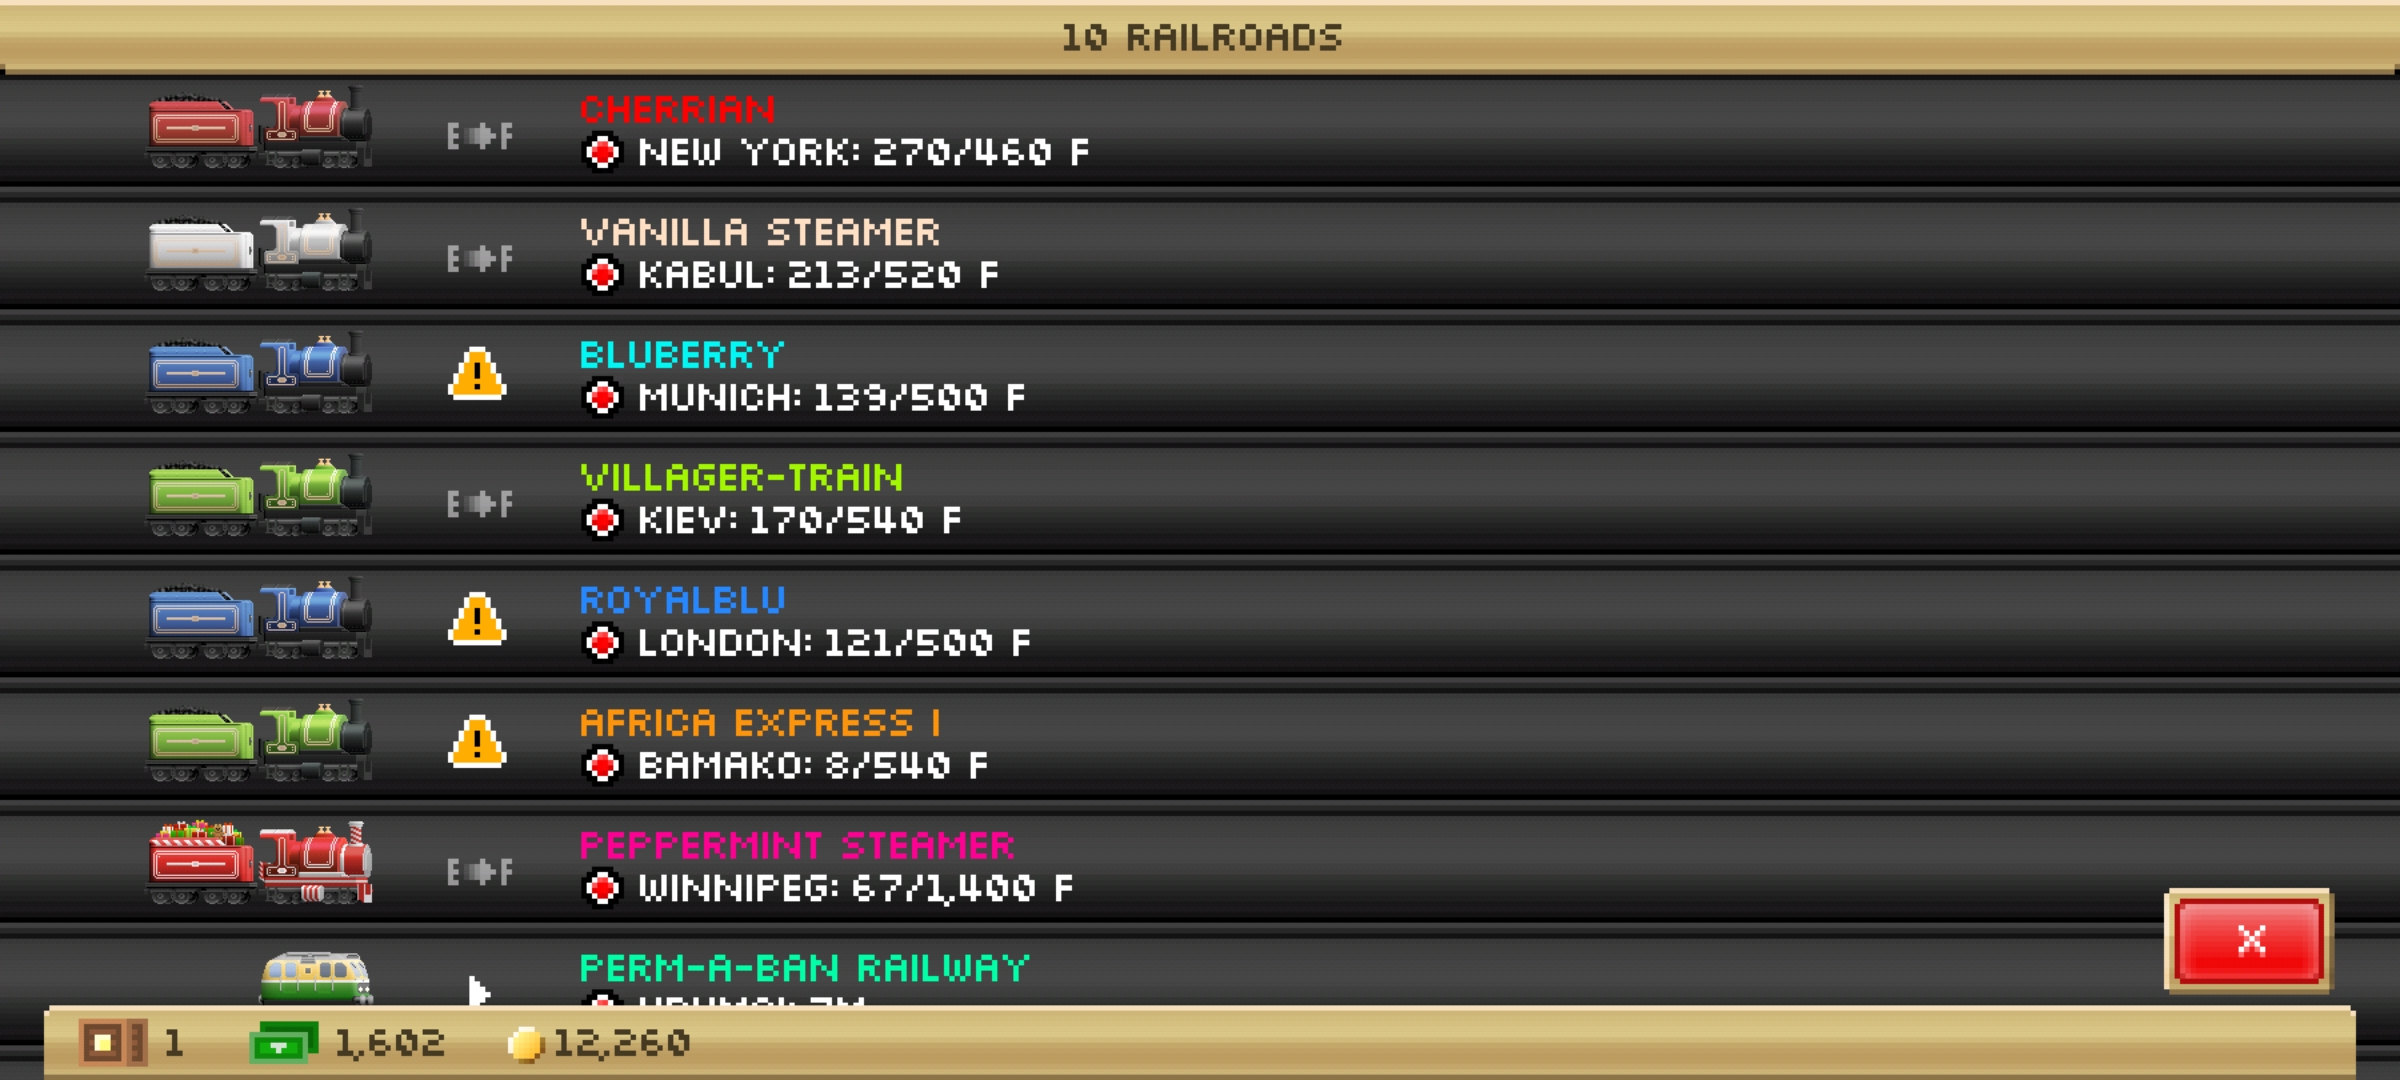 10 RAILROADS
CHERRIAN
E F NEW YORK: 270/460 F
VANILLA STEAMER
E F KABUL: 213/520 F
BLUBERRY
! MUNICH: 139/500 F
VILLAGER-TRAIN
E F KIEV: 170/540 F
ROYALBLU
! LONDON: 121/500 F
AFRICA EXPRESS I
! BAMAKO: 8/540 F
PEPPERMINT STEAMER
E F WINNIPEG: 67/1,400 F
X
PERM-A-BAN RAILWAY
1 1,602 12,260